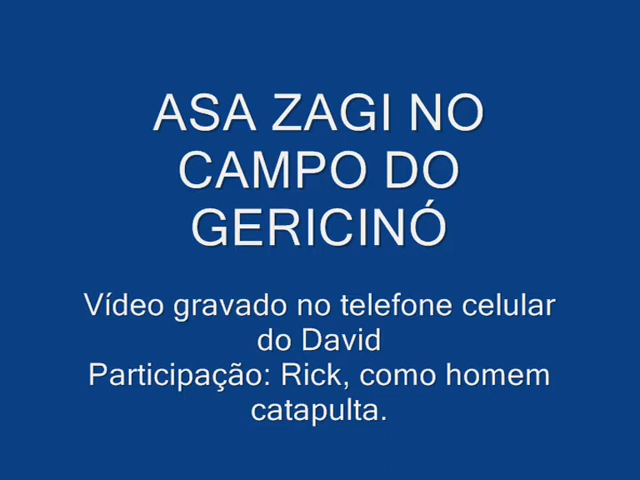 ASA ZAGI NO
CAMPO DO
GERICINÓ
Vídeo gravado no telefone celular
do David
Participação: Rick, como homem
catapulta.